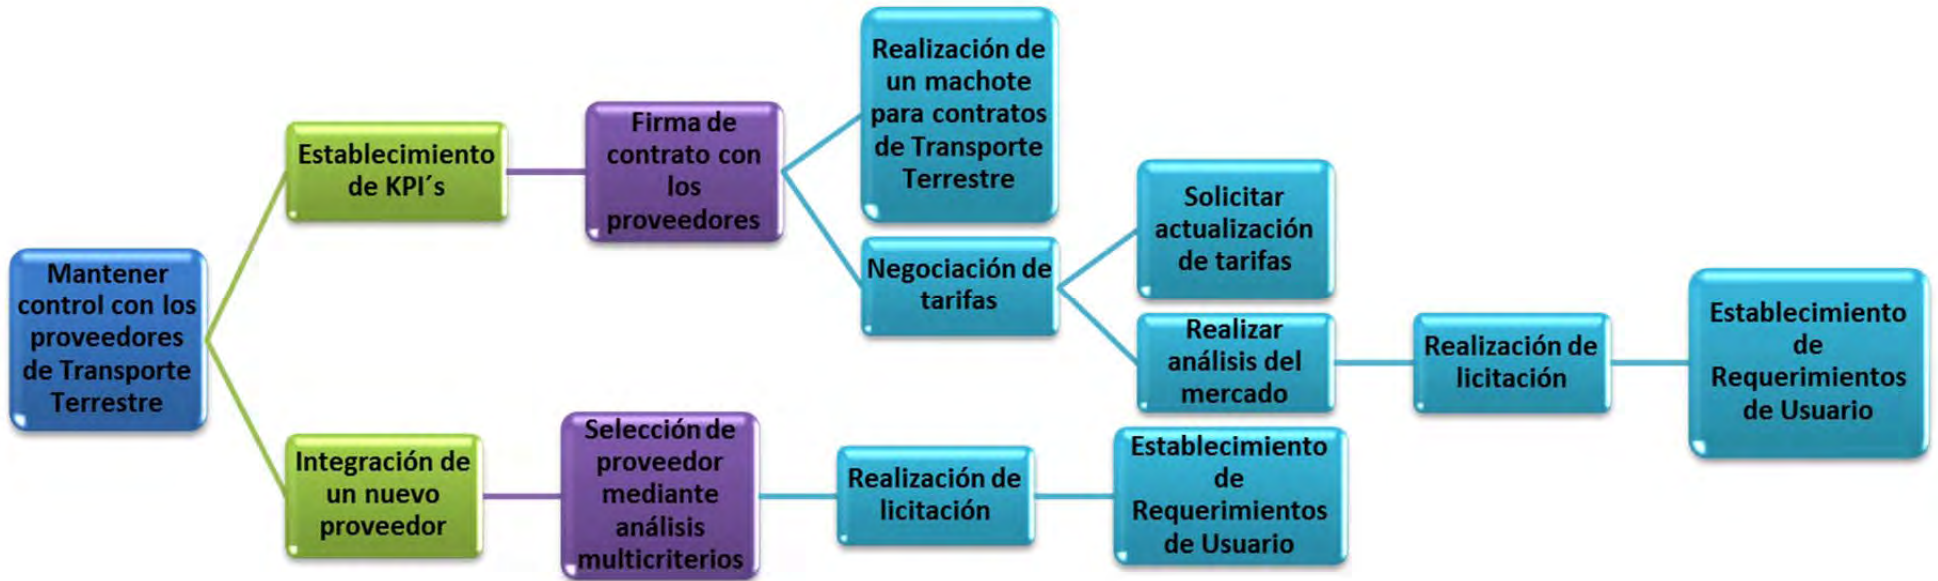 Mantener
control con los
proveedores
de Transporte
Terrestre
Establecimiento
de KPI´s
Firma de
contrato con
los
proveedores
Realización de
un machote
para contratos
de Transporte
Terrestre
Negociación de
tarifas
Solicitar
actualización
de tarifas
Realizar
análisis del
mercado
Realización de
licitación
Establecimiento
de
Requerimientos
de Usuario
Integración de
un nuevo
proveedor
Selección de
proveedor
mediante
análisis
multicriterios
Realización de
licitación
Establecimiento
de
Requerimientos
de Usuario